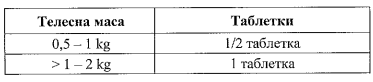 Телесна маса Таблетки
0,5 – 1 kg 1/2 таблетка
> 1 – 2 kg 1 таблетка